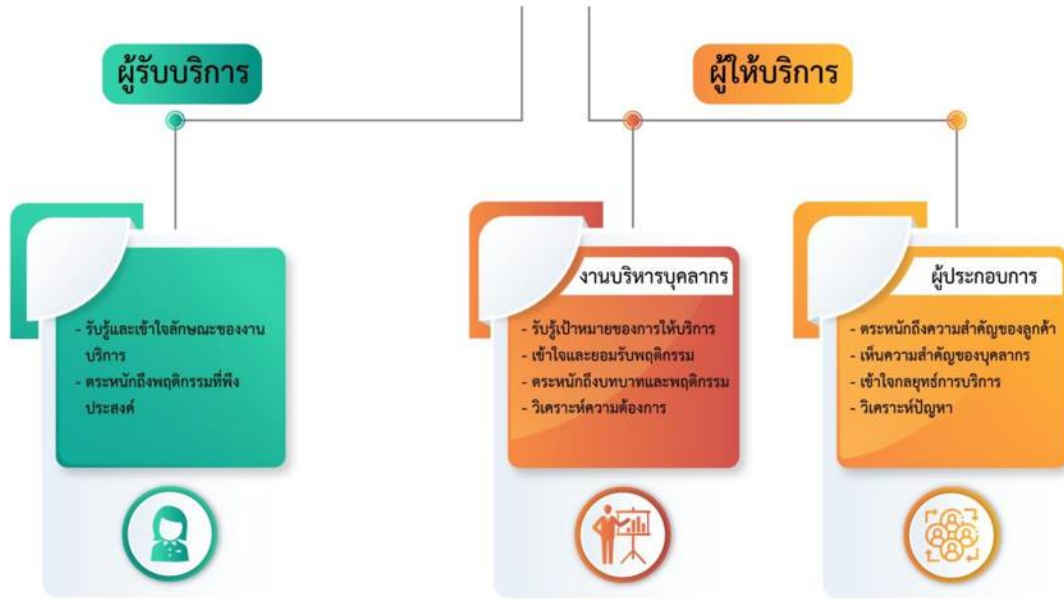 ผู้รับบริการ
ผู้ให้บริการ
- รับรู้และเข้าใจลักษณะของงาน
บริการ
- ตระหนักถึงพฤติกรรมที่พึง
ประสงค์
งานบริหารบุคลากร
- รับรู้เป้าหมายของการให้บริการ
- เข้าใจและยอมรับพฤติกรรม
- ตระหนักถึงบทบาทและพฤติกรรม
- วิเคราะห์ความต้องการ
ผู้ประกอบการ
- ตระหนักถึงความสำคัญของลูกค้า
- เห็นความสำคัญของบุคลากร
- เข้าใจกลยุทธ์การบริการ
- วิเคราะห์ปัญหา